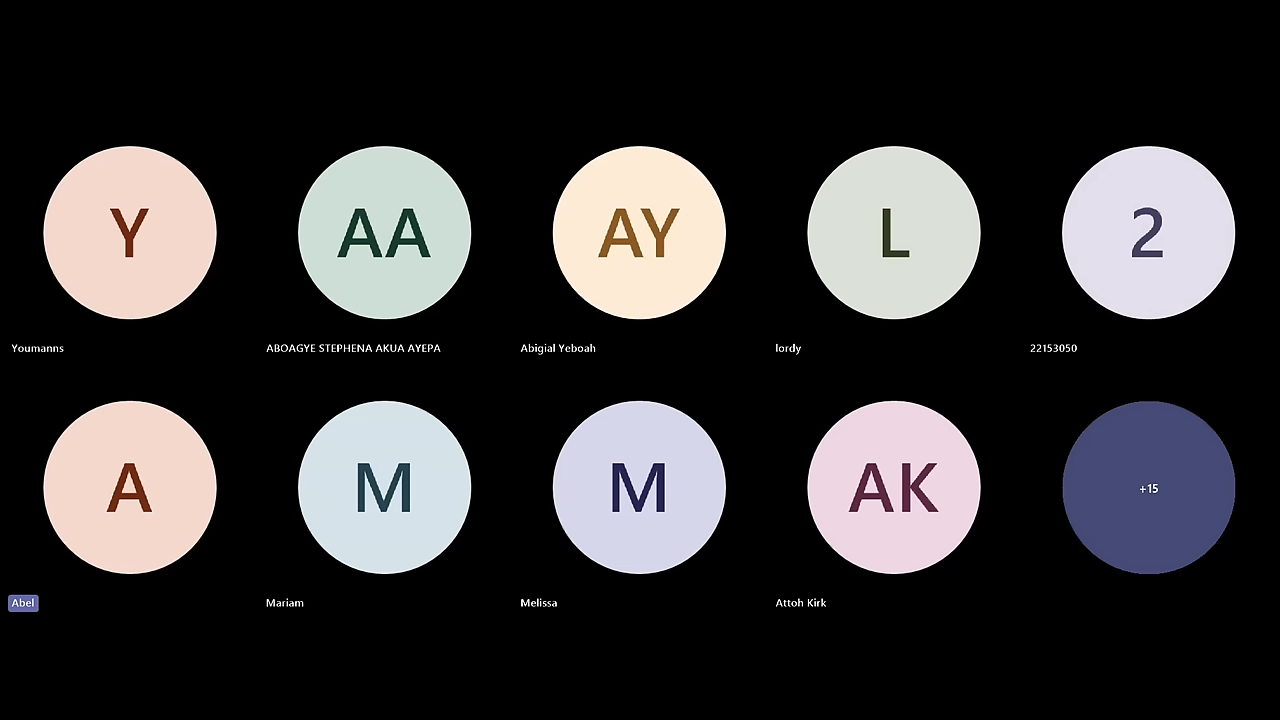 Y
AA
AY
L
2
Youmanns
ABOAGYE STEPHENA AKUA AYEPA
Abigial Yeboah
lordy
22153050
A
M
M
AK
+15
Abel
Mariam
Melissa
Attoh Kirk